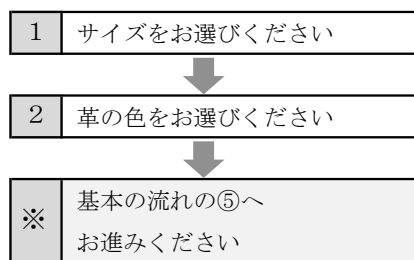 1 サイズをお選びください
2 革の色をお選びください
※ 基本の流れの⑤へ
お進みください